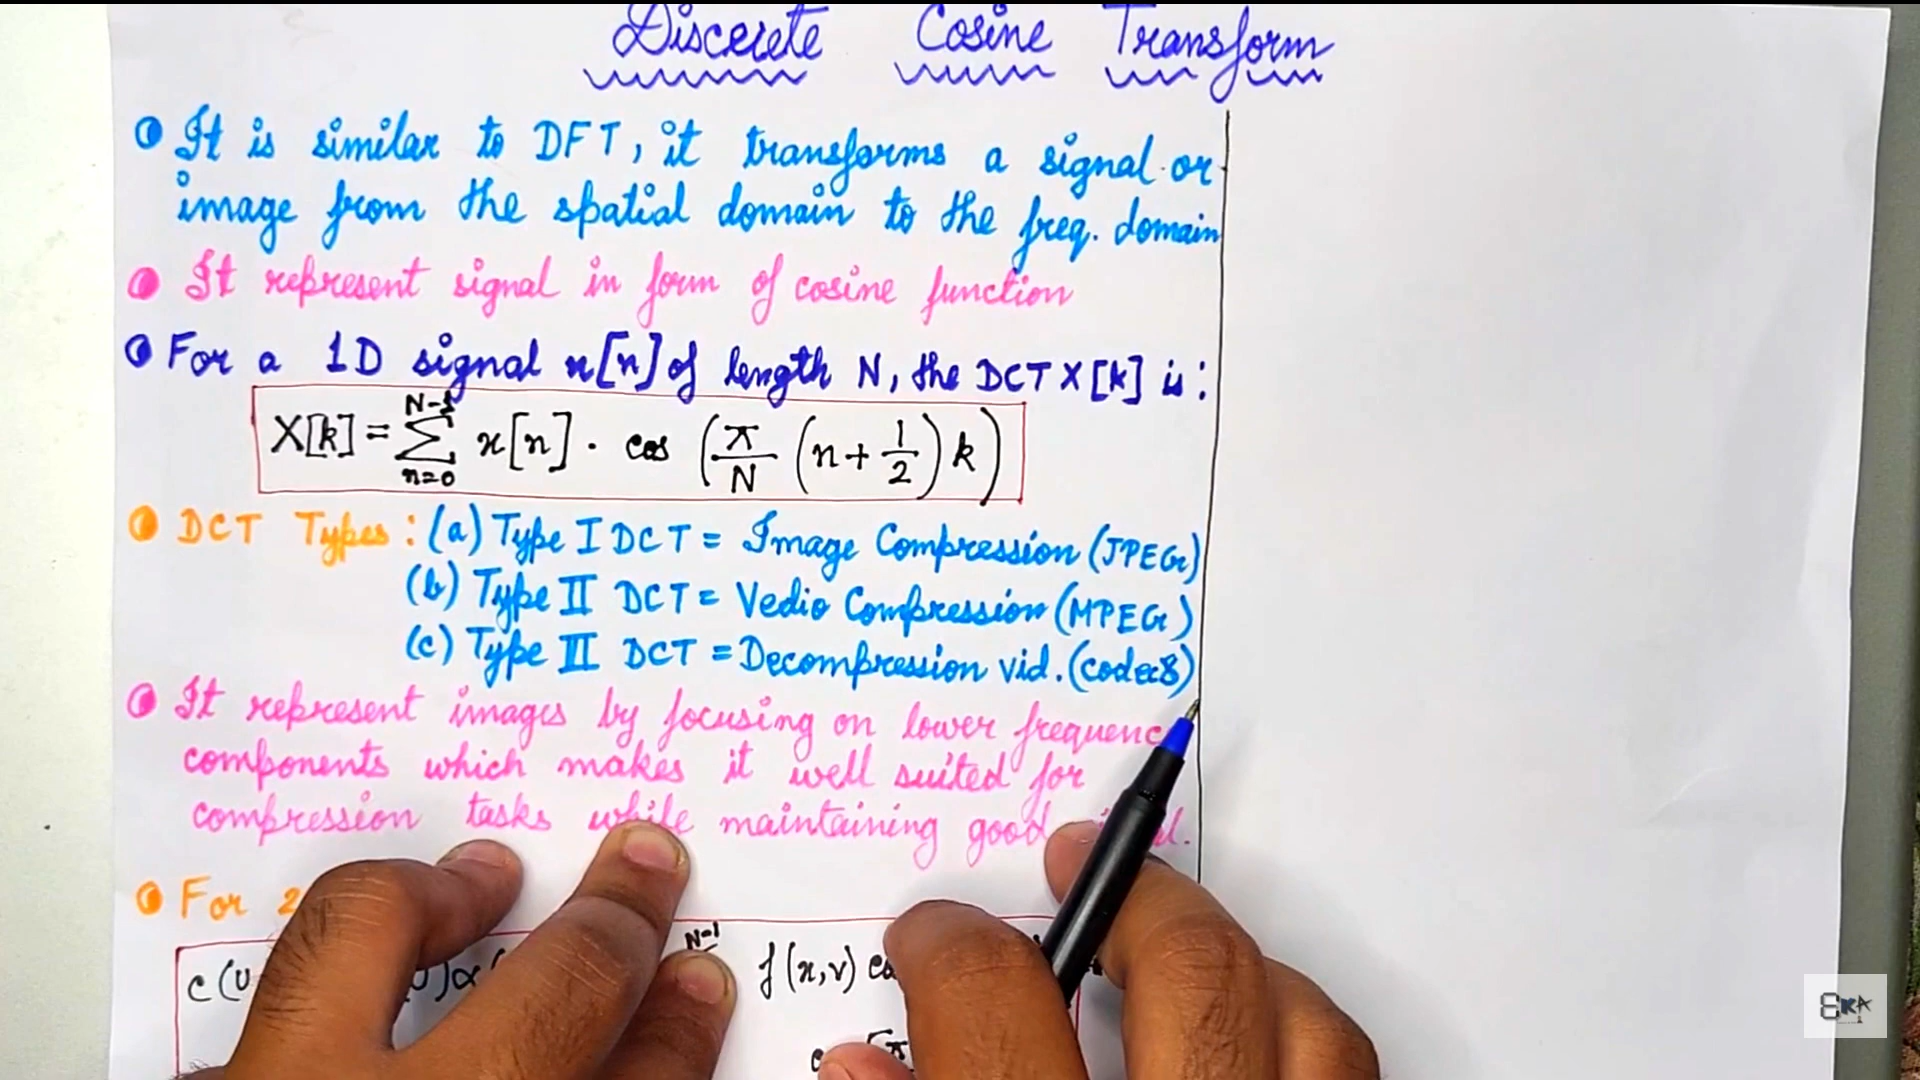 Discrete Cosine Transform
It is similar to DFT, it transforms a signal or
image from the spatial domain to the freq. domain
It represent signal in form of cosine function
For a 1D signal x[n] of length N, the DCT X[k] is:
X[k] = N-1 ∑ n=0 x[n] . cos (π/N (n+1/2) k)
DCT Types: (a) Type I DCT = Image Compression (JPEG)
(b) Type II DCT = Vedio Compression (MPEG)
(c) Type III DCT = Decompression vid. (codecs)
It represent images by focusing on lower
components which makes it well suited for
compression tasks while maintaining good
For
N-1 f(x,v)